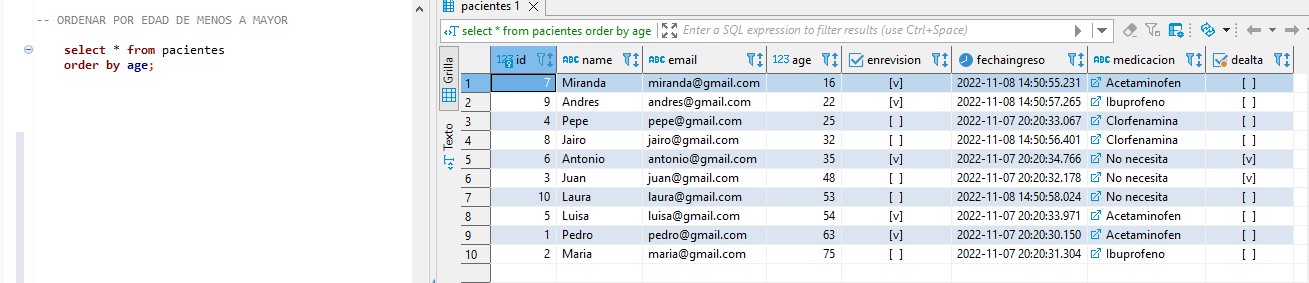 -- ORDENAR POR EDAD DE MENOS A MAYOR
select * from pacientes
order by age;
pacientes 1
select * from pacientes order by age Enter a SQL expression to filter results (use Ctrl+Space)
Grilla
Texto
123 id ABC name ABC email 123 age enrevision fechaingreso ABC medicacion dealta
1 7 Miranda miranda@gmail.com 16 [v] 2022-11-08 14:50:55.231 Acetaminofen [ ]
2 9 Andres andres@gmail.com 22 [v] 2022-11-08 14:50:57.265 Ibuprofeno [ ]
3 4 Pepe pepe@gmail.com 25 [ ] 2022-11-07 20:20:33.067 Clorfenamina [ ]
4 8 Jairo jairo@gmail.com 32 [ ] 2022-11-08 14:50:56.401 Clorfenamina [ ]
5 6 Antonio antonio@gmail.com 35 [v] 2022-11-07 20:20:34.766 No necesita [v]
6 3 Juan juan@gmail.com 48 [ ] 2022-11-07 20:20:32.178 No necesita [v]
7 10 Laura laura@gmail.com 53 [ ] 2022-11-08 14:50:58.024 No necesita [ ]
8 5 Luisa luisa@gmail.com 54 [v] 2022-11-07 20:20:33.971 Acetaminofen [ ]
9 1 Pedro pedro@gmail.com 63 [v] 2022-11-07 20:20:30.150 Acetaminofen [ ]
10 2 Maria maria@gmail.com 75 [ ] 2022-11-07 20:20:31.304 Ibuprofeno [ ]